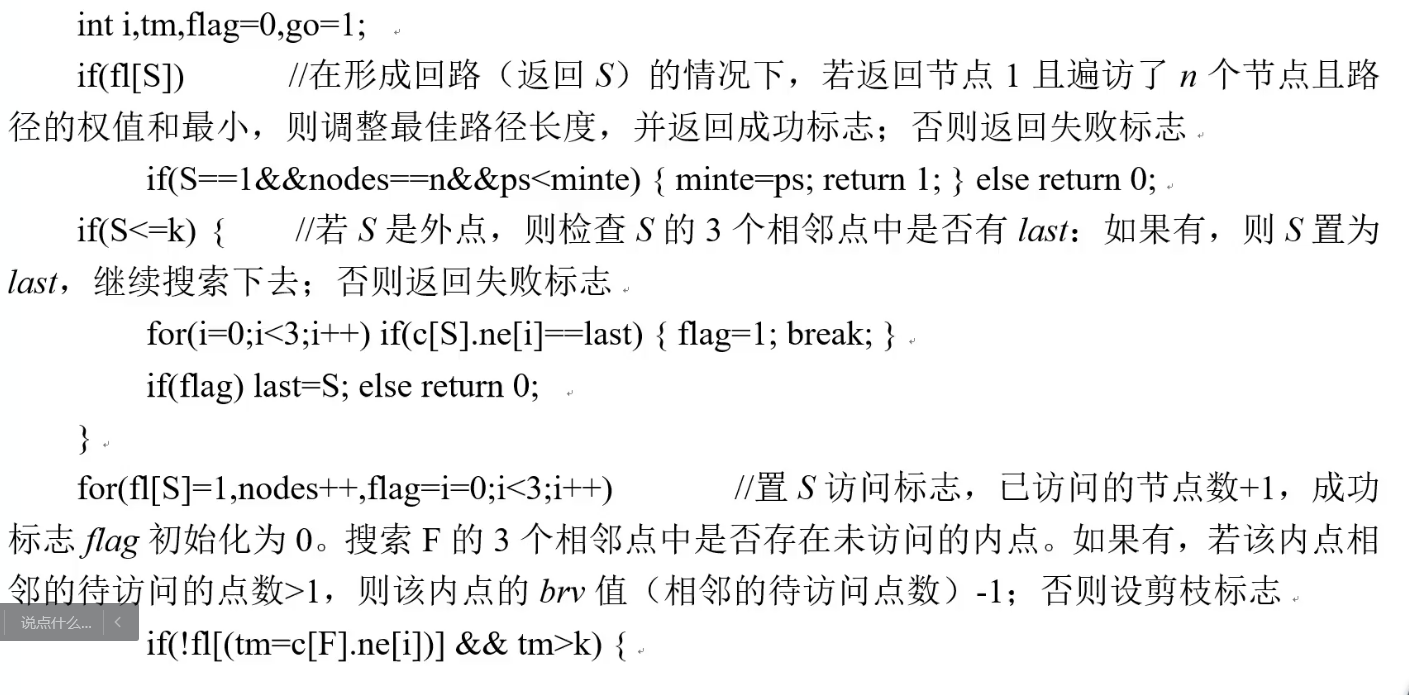 int i,tm,flag=0,go=1;
if(fl[S]) //在形成回路（返回 S）的情况下，若返回节点 1 且遍访了 n 个节点且路
径的权值和最小，则调整最佳路径长度，并返回成功标志；否则返回失败标志
if(S==1&&nodes==n&&ps<minte) { minte=ps; return 1; } else return 0;
if(S<=k) { //若 S 是外点，则检查 S 的 3 个相邻点中是否有 last：如果有，则 S 置为
last，继续搜索下去；否则返回失败标志
for(i=0;i<3;i++) if(c[S].ne[i]==last) { flag=1; break; }
if(flag) last=S; else return 0;
}
for(fl[S]=1,nodes++,flag=i=0;i<3;i++) //置 S 访问标志，已访问的节点数+1，成功
标志 flag 初始化为 0。搜索 F 的 3 个相邻点中是否存在未访问的内点。如果有，若该内点相
邻的待访问的点数>1，则该内点的 brv 值（相邻的待访问点数）-1；否则设剪枝标志
说点什么...
if(!fl[(tm=c[F].ne[i])] && tm>k) {